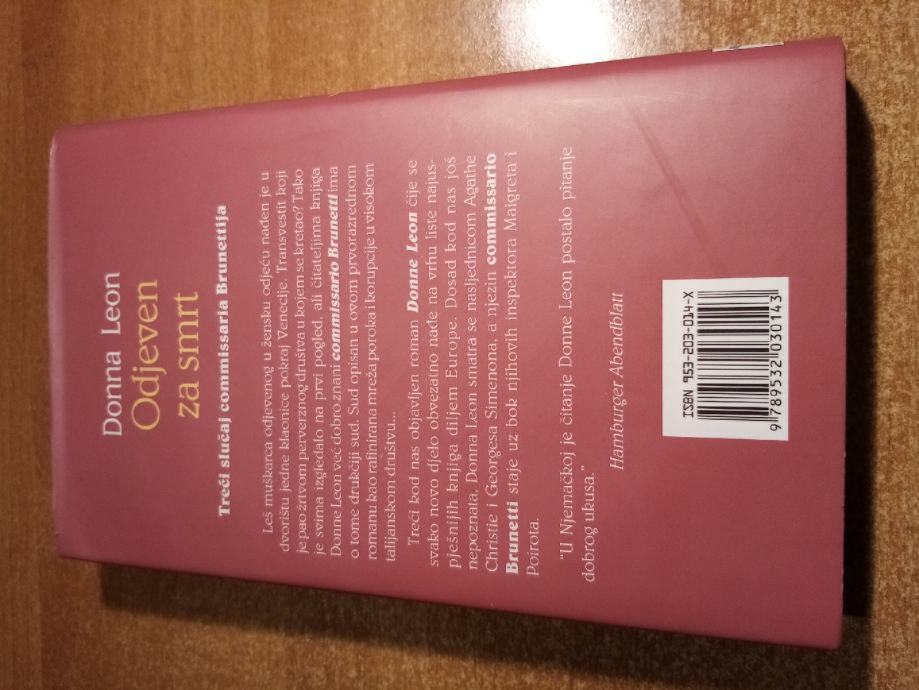 Donna Leon
Odjeven
za smrt
Treći slučaj commissaria Brunettija
Leš muškarca odjevenog u žensku odjeću nađen je u
dvorištu jedne klaonice pokraj Venecije. Transvestit koji
je pao žrtvom perverznog društva u kojem se kretao? Tako
je svima izgledalo na prvi pogled, ali čitateljima knjiga
Donne Leon već dobro znani commissario Brunetti ima
o tome drukčiji sud. Sud opisan u ovom prvorazrednom
romanu kao rafinirana mreža poroka i korupcije u visokom
talijanskom društvu...
Treći kod nas objavljen roman Donne Leon čije se
svako novo djelo obvezatno nađe na vrhu liste najus-
pješnijih knjiga diljem Europe. Dosad kod nas još
nepoznata, Donna Leon smatra se nasljednicom Agathe
Christie i Georgesa Simenona, a njezin commissario
Brunetti staje uz bok njihovih inspektora Maigreta i
Poirota.
"U Njemačkoj je čitanje Donne Leon postalo pitanje
dobrog ukusa."
Hamburger Abendblatt
ISBN 953-203-014-X
9 789532 030143